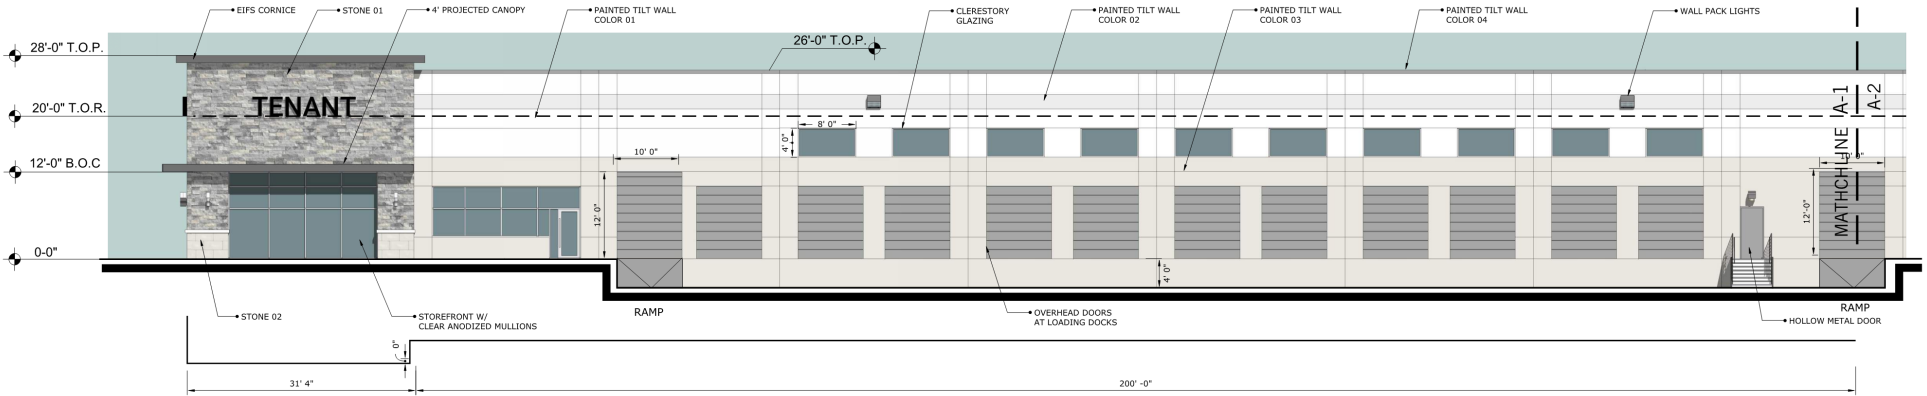 EIFS CORNICE
STONE 01
4' PROJECTED CANOPY
PAINTED TILT WALL
COLOR 01
CLERESTORY
GLAZING
PAINTED TILT WALL
COLOR 02
PAINTED TILT WALL
COLOR 03
PAINTED TILT WALL
COLOR 04
WALL PACK LIGHTS
28'-0" T.O.P.
26'-0" T.O.P.
20'-0" T.O.R.
TENANT
8' 0"
4' 0"
12'-0" B.O.C
10' 0"
12' 0"
MATHCHLINE A-1
A-2
10' 0"
12'-0"
0-0"
4' 0"
STONE 02
STOREFRONT W/
CLEAR ANODIZED MULLIONS
RAMP
OVERHEAD DOORS
AT LOADING DOCKS
RAMP
HOLLOW METAL DOOR
0"
31' 4"
200' -0"